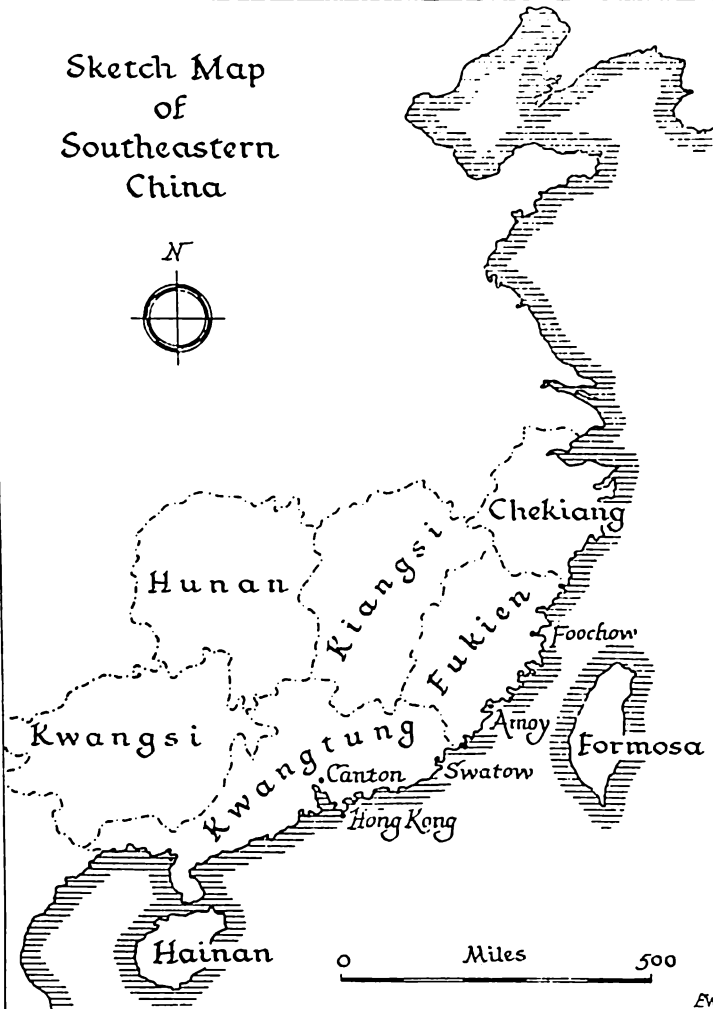 Sketch Map
of
Southeastern
China
N
Chekiang
Hunan
Kiangsi
Fukien
Foochow
Kwangsi
Kwangtung
Amoy
Formosa
Canton
Swatow
Hong Kong
Hainan
0 Miles 500
EW